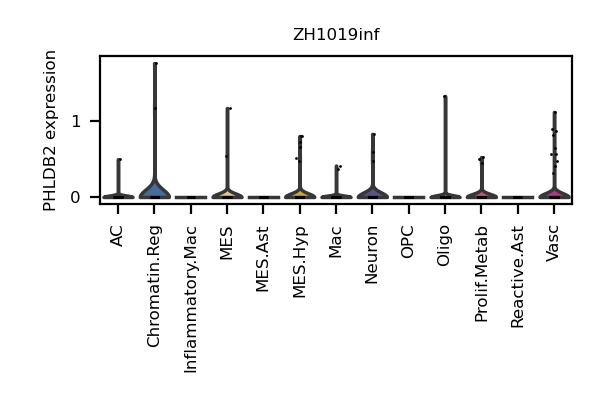 ZH1019inf
PHLDB2 expression
1
0
AC
Chromatin.Reg
Inflammatory.Mac
MES
MES.Ast
MES.Hyp
Mac
Neuron
OPC
Oligo
Prolif.Metab
Reactive.Ast
Vasc